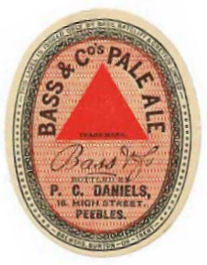 BASS & Co's PALE ALE
TRADE MARK.
Bass & Co
BOTTLED BY
P. C. DANIELS,
16, HIGH STREET,
PEEBLES.